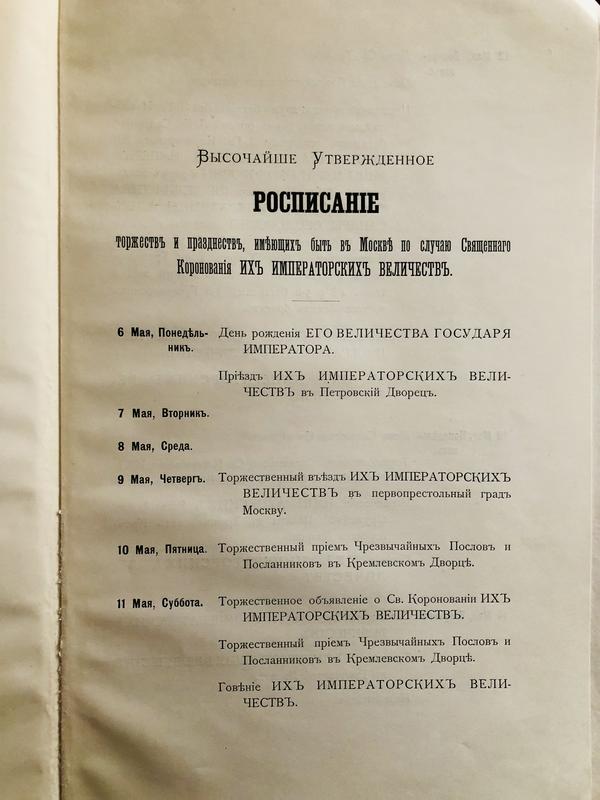 Высочайше Утвержденное
РОСПИСАНІЕ
торжествъ и празднествъ, имѣющихъ быть въ Москвѣ по случаю Священнаго
Коронованія ИХЪ ИМПЕРАТОРСКИХЪ ВЕЛИЧЕСТВЪ.
6 Мая, Понедѣль- День рожденія ЕГО ВЕЛИЧЕСТВА ГОСУДАРЯ
никъ. ИМПЕРАТОРА.
Пріѣздъ ИХЪ ИМПЕРАТОРСКИХЪ ВЕЛИ-
ЧЕСТВЪ въ Петровскій Дворецъ.
7 Мая, Вторникъ.
8 Мая, Среда.
9 Мая, Четвергъ. Торжественный въѣздъ ИХЪ ИМПЕРАТОРСКИХЪ
ВЕЛИЧЕСТВЪ въ первопрестольный градъ
Москву.
10 Мая, Пятница. Торжественный пріемъ Чрезвычайныхъ Пословъ и
Посланниковъ въ Кремлевскомъ Дворцѣ.
11 Мая, Суббота. Торжественное объявленіе о Св. Коронованіи ИХЪ
ИМПЕРАТОРСКИХЪ ВЕЛИЧЕСТВЪ.
Торжественный пріемъ Чрезвычайныхъ Пословъ и
Посланниковъ въ Кремлевскомъ Дворцѣ.
Говѣніе ИХЪ ИМПЕРАТОРСКИХЪ ВЕЛИ-
ЧЕСТВЪ.